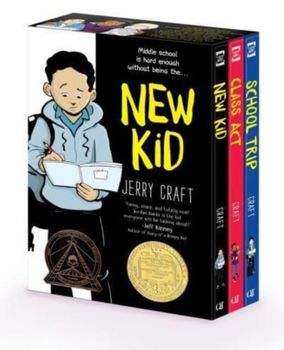 Middle school
is hard enough
without being the...
NEW
KID
JERRY CRAFT
"Funny, sharp, and totally real!
Jordan Banks is the kid
everyone will be talking about!"
—Jeff Kinney
Author of Diary of a Wimpy Kid
NEW KID
CRAFT
CLASS ACT
CRAFT
SCHOOL TRIP
CRAFT